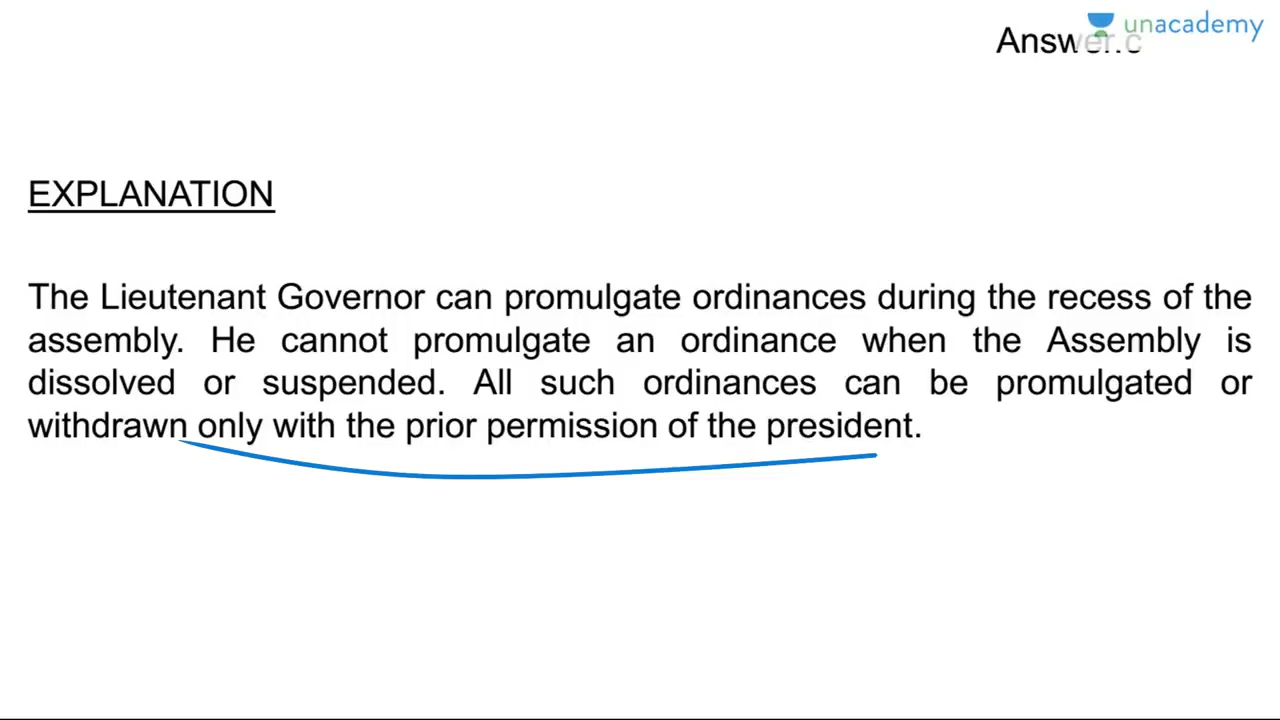 unacademy
Answer:c
EXPLANATION
The Lieutenant Governor can promulgate ordinances during the recess of the
assembly. He cannot promulgate an ordinance when the Assembly is
dissolved or suspended. All such ordinances can be promulgated or
withdrawn only with the prior permission of the president.